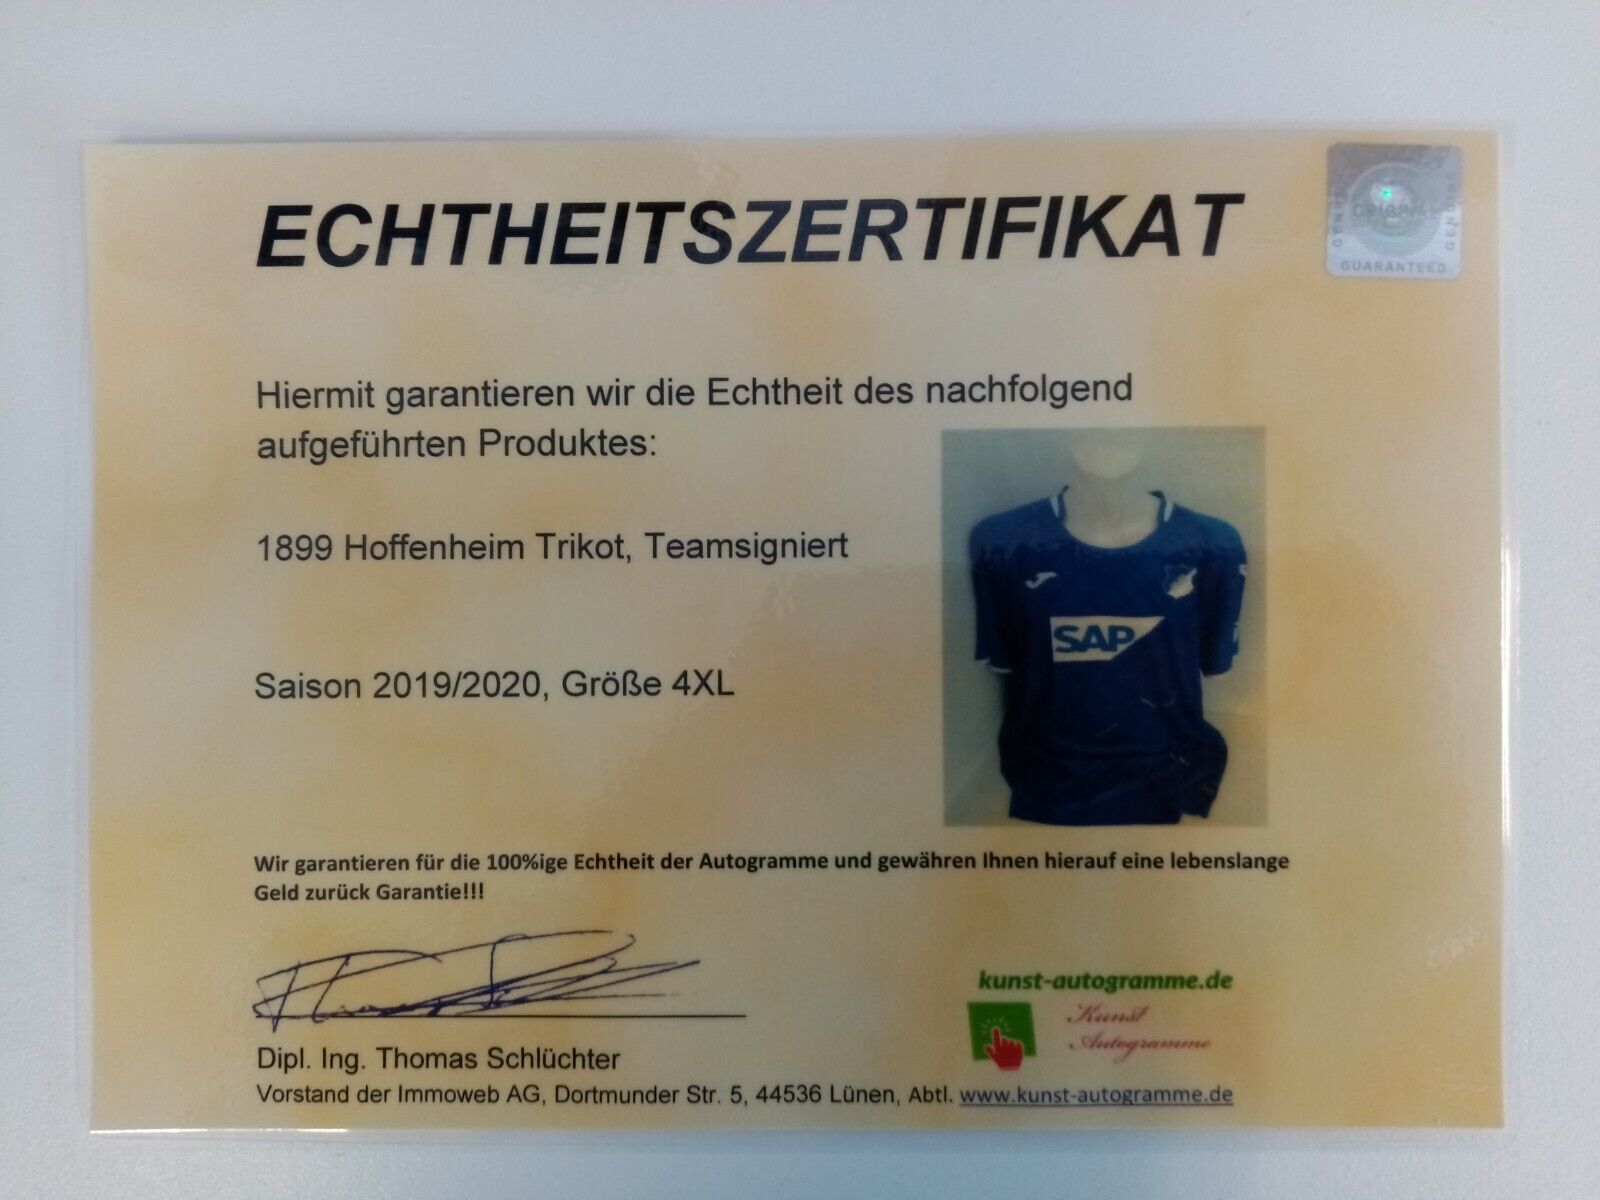 ECHTHEITSZERTIFIKAT
GENUINE
ORIGINAL
GENUINE
GUARANTEED
Hiermit garantieren wir die Echtheit des nachfolgend
aufgeführten Produktes:
1899 Hoffenheim Trikot, Teamsigniert
SAP
Saison 2019/2020, Größe 4XL
Wir garantieren für die 100%ige Echtheit der Autogramme und gewähren Ihnen hierauf eine lebenslange
Geld zurück Garantie!!!
kunst-autogramme.de
Kunst
Autogramme
Dipl. Ing. Thomas Schlüchter
Vorstand der Immoweb AG, Dortmunder Str. 5, 44536 Lünen, Abtl. www.kunst-autogramme.de